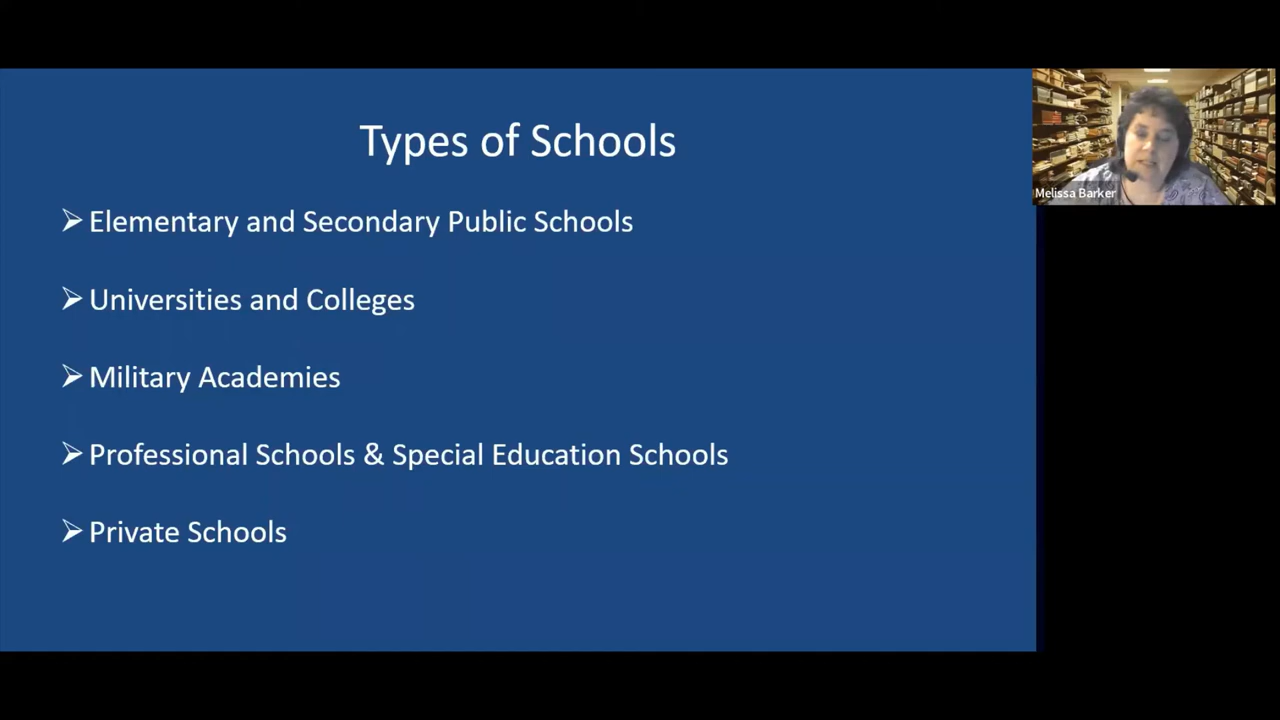 Types of Schools
Elementary and Secondary Public Schools
Universities and Colleges
Military Academies
Professional Schools & Special Education Schools
Private Schools
Melissa Barker